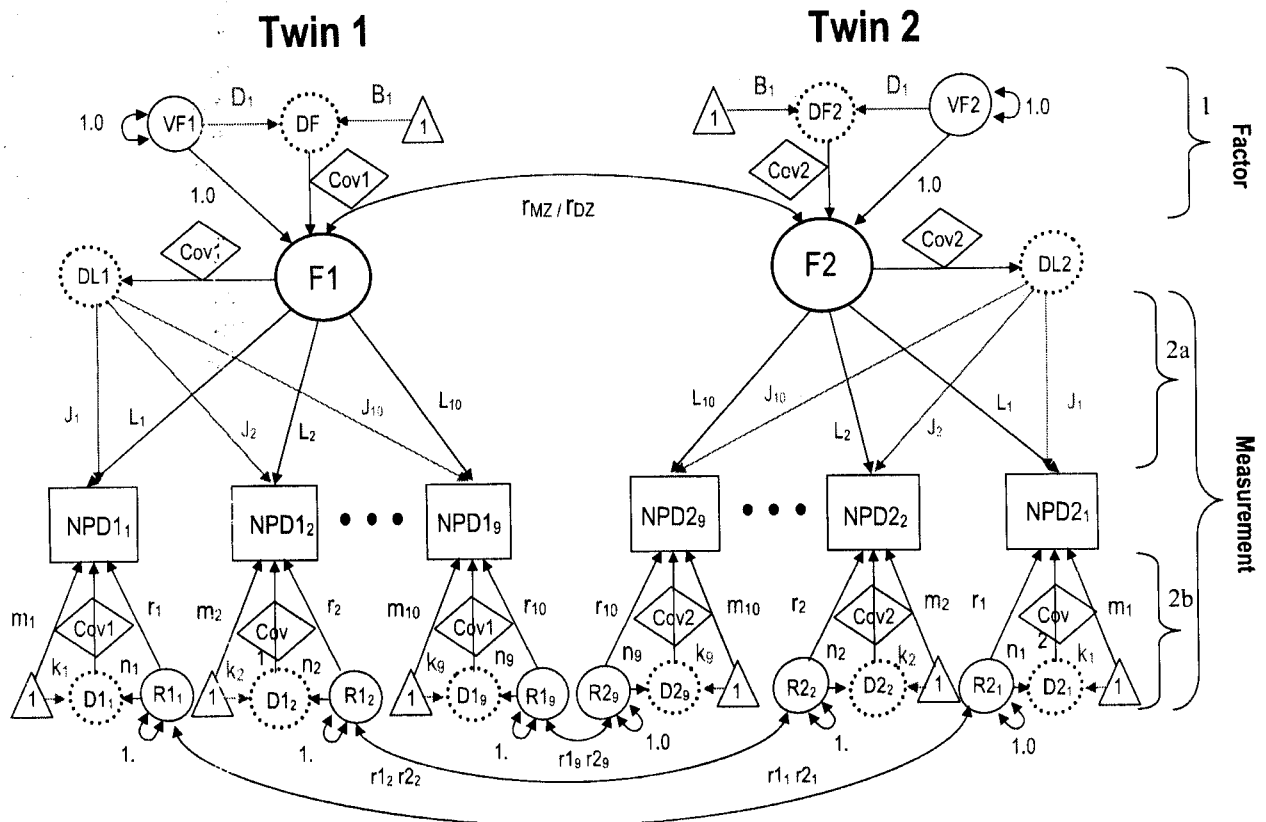 Twin 1 Twin 2
D₁ B₁ B₁ D₁
1.0 VF1 DF 1 1 DF2 VF2 1.0
1 Factor
1.0 Cov1 Cov2 1.0
rMZ / rDZ
Cov1 Cov2
DL1 F1 F2 DL2
2a
J₁ L₁ J₂ L₂ J₁₀ L₁₀ L₁₀ J₁₀ L₂ J₂ L₁ J₁
Measurement
NPD1₁ NPD1₂ • • • NPD1₉ NPD2₉ • • • NPD2₂ NPD2₁
2b
m₁ r₁ m₂ r₂ m₁₀ r₁₀ r₁₀ m₁₀ r₂ m₂ r₁ m₁
Cov1 Cov Cov1 Cov2 Cov2 Cov
1 2
k₁ n₁ k₂ n₂ k₉ n₉ n₉ k₉ n₂ k₂ n₁ k₁
1 D1₁ R1₁ 1 D1₂ R1₂ 1 D1₉ R1₉ R2₉ D2₉ 1 R2₂ D2₂ 1 R2₁ D2₁ 1
1. 1. 1. 1.0 1. 1.0
r1₉ r2₉
r1₂ r2₂ r1₁ r2₁